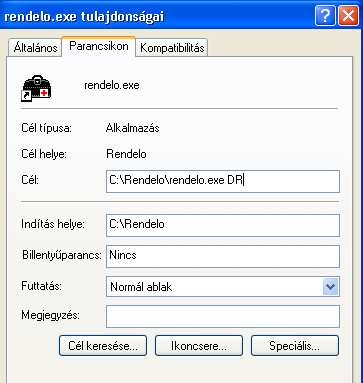 rendelo.exe tulajdonságai
Általános Parancsikon Kompatibilitás
rendelo.exe
Cél típusa: Alkalmazás
Cél helye: Rendelo
Cél: C:\Rendelo\rendelo.exe DR
Indítás helye: C:\Rendelo
Billentyűparancs: Nincs
Futtatás: Normál ablak
Megjegyzés:
Cél keresése... Ikoncsere... Speciális...